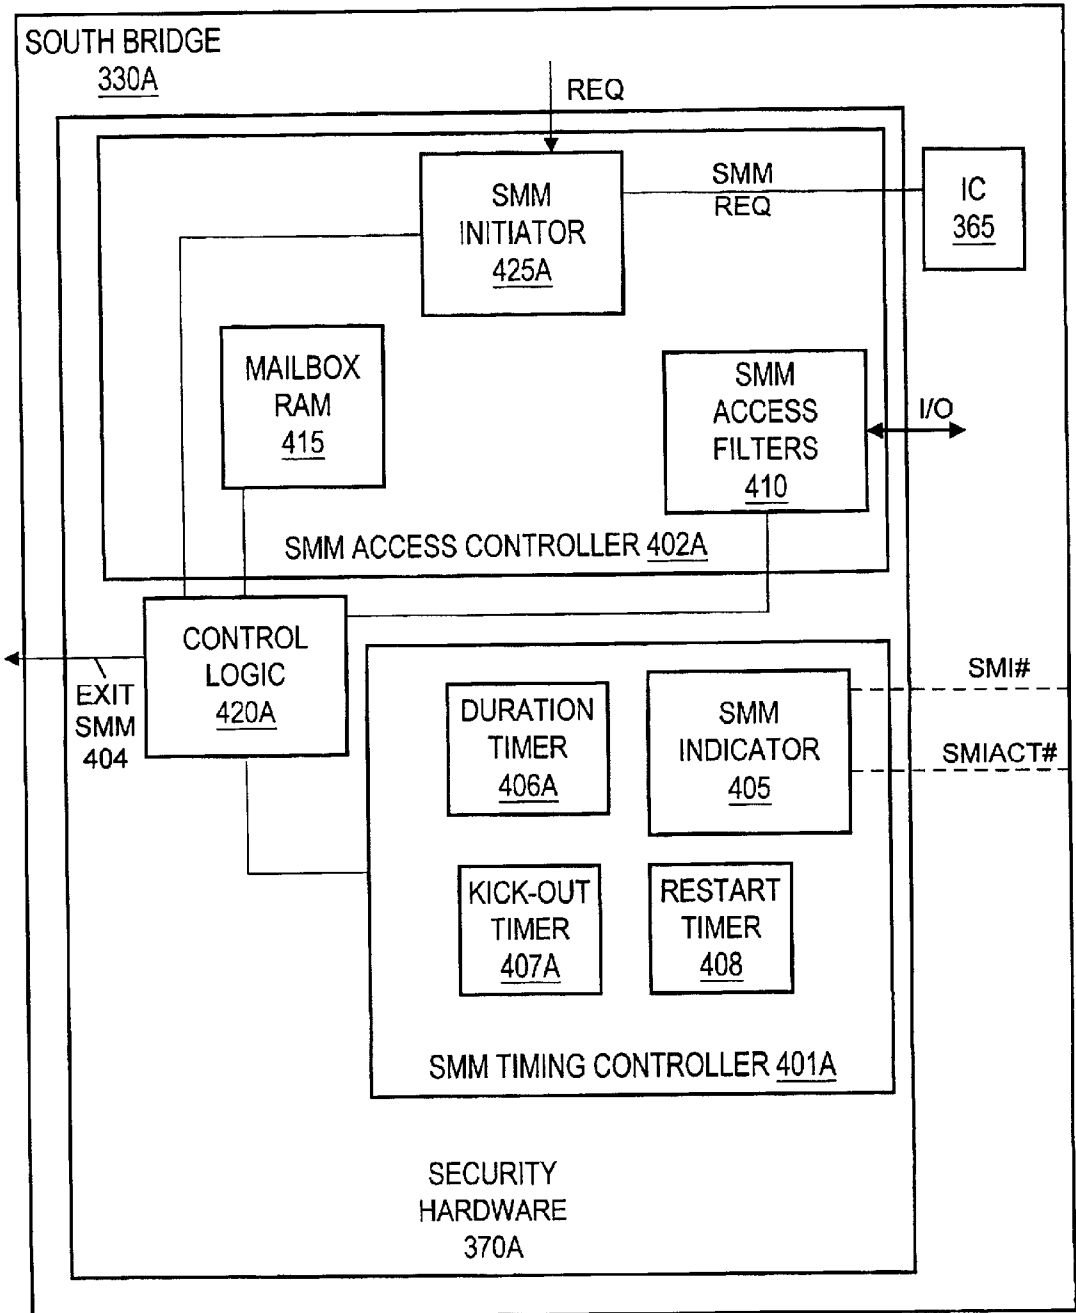 SOUTH BRIDGE
330A
REQ
SMM
INITIATOR
425A
SMM
REQ
IC
365
MAILBOX
RAM
415
SMM
ACCESS
FILTERS
410
I/O
SMM ACCESS CONTROLLER 402A
CONTROL
LOGIC
420A
EXIT
SMM
404
DURATION
TIMER
406A
SMM
INDICATOR
405
SMI#
SMIACT#
KICK-OUT
TIMER
407A
RESTART
TIMER
408
SMM TIMING CONTROLLER 401A
SECURITY
HARDWARE
370A